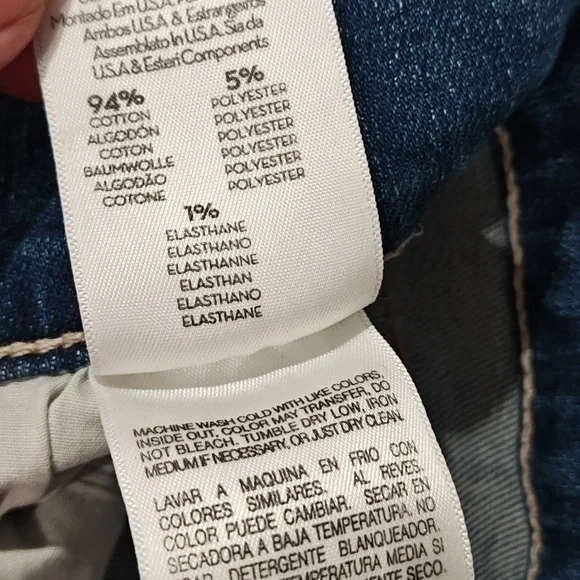 Montado Em U.S.A.
Ambos U.S.A & Estrangeiros
Assemblato In U.S.A. Sia da
U.S.A & Esteri Components
94%
COTTON
ALGODÓN
COTON
BAUMWOLLE
ALGODÃO
COTONE
5%
POLYESTER
POLYESTER
POLYESTER
POLYESTER
POLYESTER
POLYESTER
1%
ELASTHANE
ELASTHANO
ELASTHANNE
ELASTHAN
ELASTHANO
ELASTHANE
MACHINE WASH COLD WITH LIKE COLORS,
INSIDE OUT. COLOR MAY TRANSFER. DO
NOT BLEACH. TUMBLE DRY LOW, IRON
MEDIUM IF NECESSARY, OR JUST DRY CLEAN.
LAVAR A MAQUINA EN FRIO CON
COLORES SIMILARES. AL REVES.
COLOR PUEDE CAMBIAR. SECAR EN
SECADORA A BAJA TEMPERATURA. NO
DETERGENTE BLANQUEADOR.
TEMPERATURA MEDIA SI
DRY CLEAN
SECO.